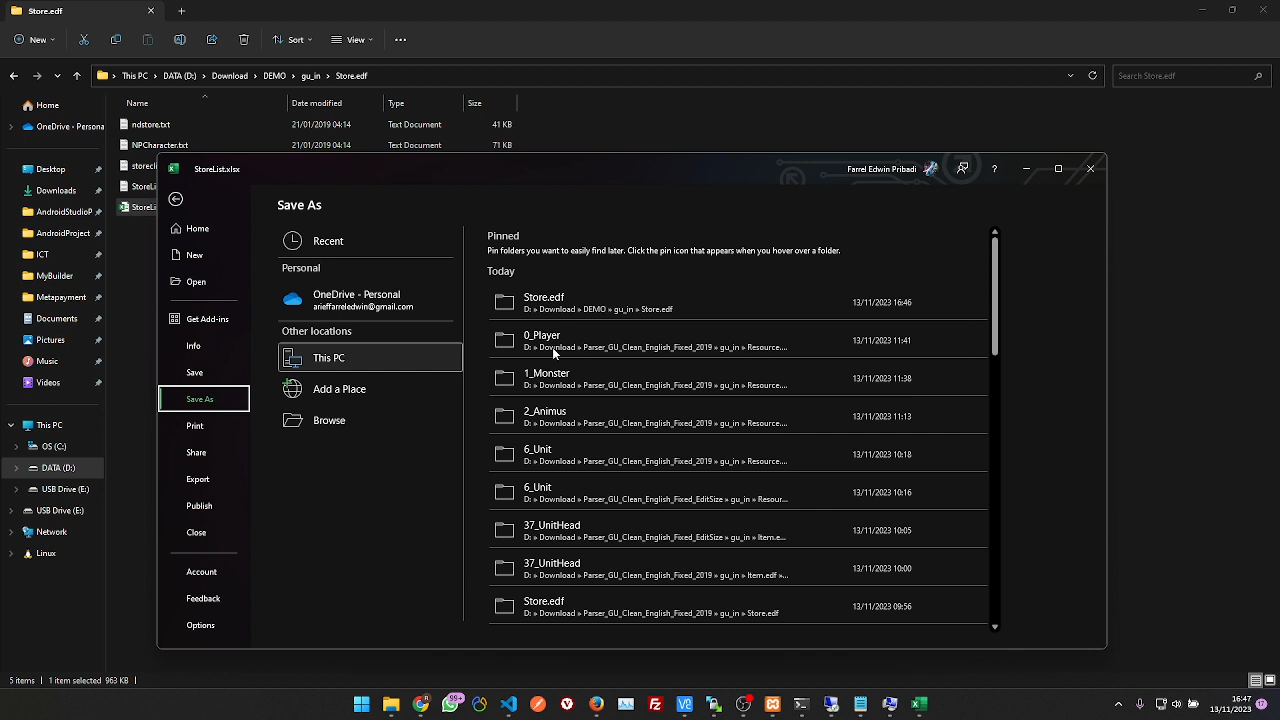 Store.edf
New
Sort
View
This PC > DATA (D:) > Download > DEMO > gu_in > Store.edf
Search Store.edf
Name Date modified Type Size
Home
OneDrive - Persona
Desktop
Downloads
AndroidStudioP
AndroidProject
ICT
MyBuilder
Metapayment
Documents
Pictures
Music
Videos
This PC
OS (C:)
DATA (D:)
USB Drive (E:)
USB Drive (E:)
Network
Linux
ndstore.txt 21/01/2019 04:14 Text Document 41 KB
NPCharacter.txt 21/01/2019 04:14 Text Document 71 KB
storecl
StoreLi
StoreLi
StoreList.xlsx
Farrel Edwin Pribadi
?
Home
New
Open
Get Add-ins
Info
Save
Save As
Print
Share
Export
Publish
Close
Account
Feedback
Options
Save As
Recent
Personal
OneDrive - Personal
arieffarreledwin@gmail.com
Other locations
This PC
Add a Place
Browse
Pinned
Pin folders you want to easily find later. Click the pin icon that appears when you hover over a folder.
Today
Store.edf 13/11/2023 16:46
D: » Download » DEMO » gu_in » Store.edf
0_Player 13/11/2023 11:41
D: » Download » Parser_GU_Clean_English_Fixed_2019 » gu_in » Resource....
1_Monster 13/11/2023 11:38
D: » Download » Parser_GU_Clean_English_Fixed_2019 » gu_in » Resource....
2_Animus 13/11/2023 11:13
D: » Download » Parser_GU_Clean_English_Fixed_2019 » gu_in » Resource....
6_Unit 13/11/2023 10:18
D: » Download » Parser_GU_Clean_English_Fixed_2019 » gu_in » Resource....
6_Unit 13/11/2023 10:16
D: » Download » Parser_GU_Clean_English_Fixed_EditSize » gu_in » Resour...
37_UnitHead 13/11/2023 10:05
D: » Download » Parser_GU_Clean_English_Fixed_EditSize » gu_in » Item.e...
37_UnitHead 13/11/2023 10:00
D: » Download » Parser_GU_Clean_English_Fixed_2019 » gu_in » Item.edf »...
Store.edf 13/11/2023 09:56
D: » Download » Parser_GU_Clean_English_Fixed_2019 » gu_in » Store.edf
5 items 1 item selected 963 KB
99+
16:47
13/11/2023